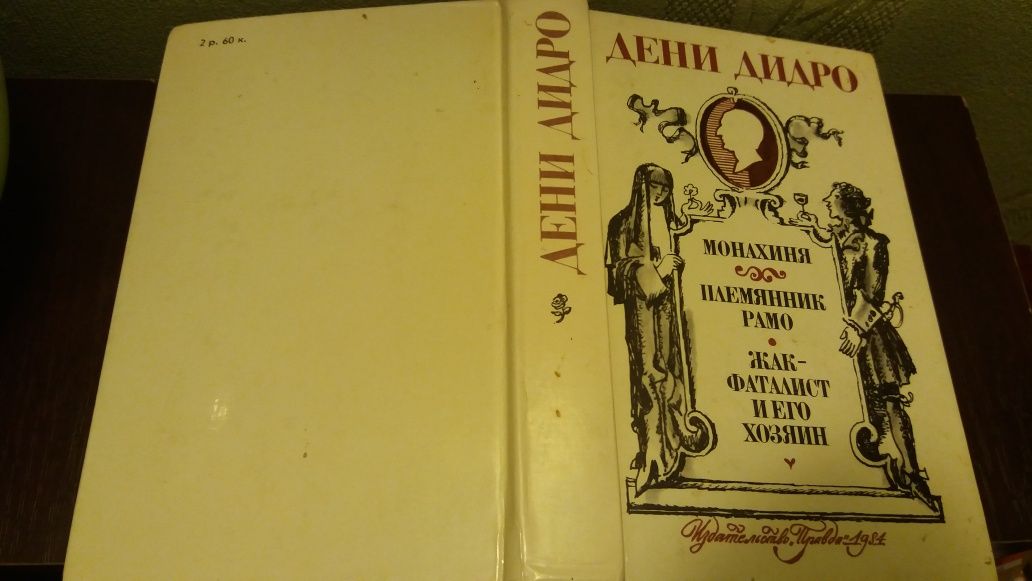 2 р. 60 к.
ДЕНИ ДИДРО
ДЕНИ ДИДРО
МОНАХИНЯ
ПЛЕМЯННИК
РАМО
ЖАК-
ФАТАЛИСТ
И ЕГО
ХОЗЯИН
Издательство „Правда“ 1984